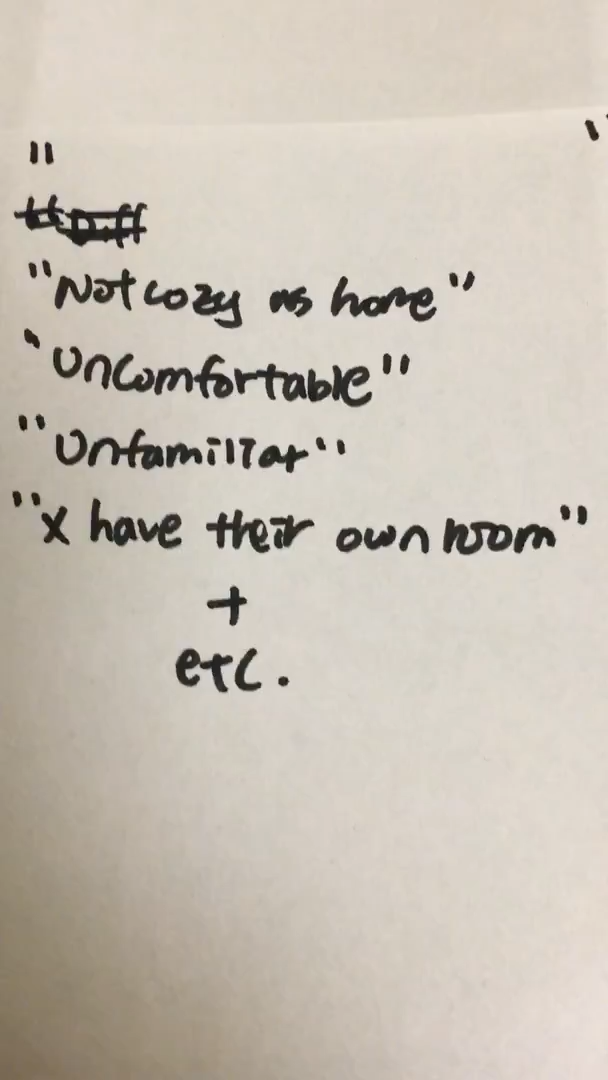 "
"Not cozy as home"
"Uncomfortable"
"Unfamiliar"
"x have their own room"
+
etc.